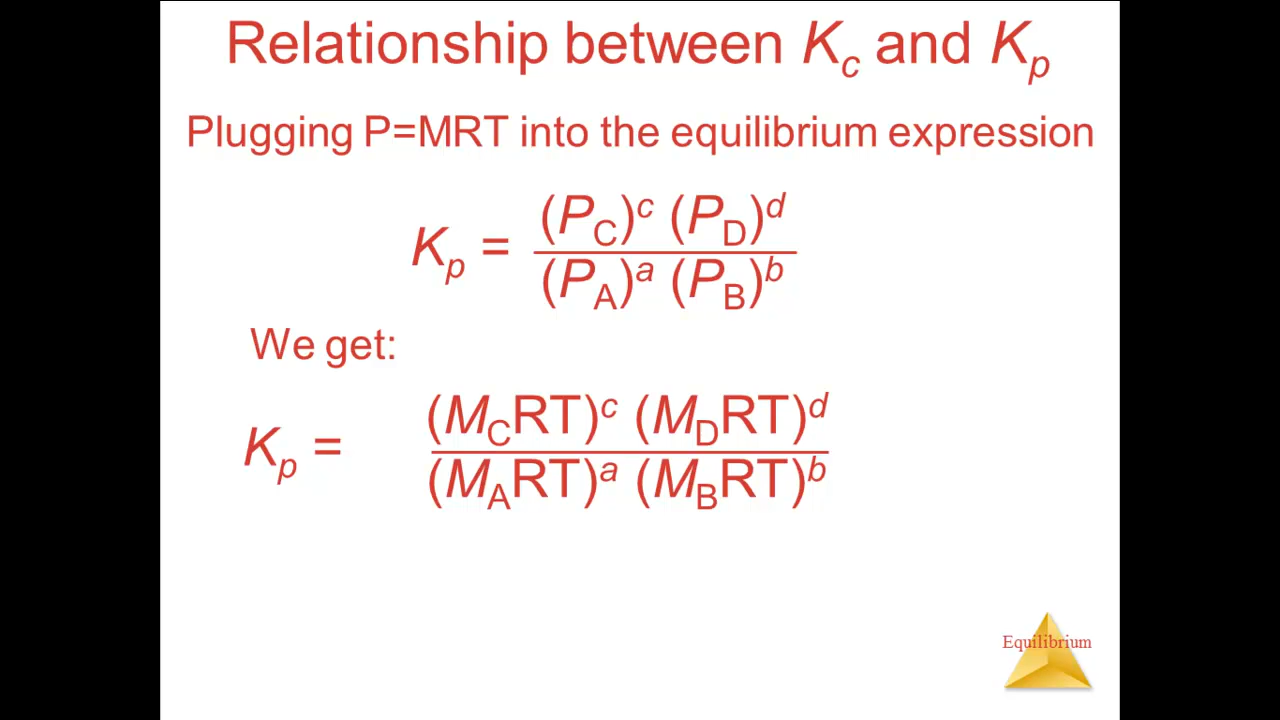 Relationship between Kc and Kp
Plugging P=MRT into the equilibrium expression
Kp = (PC)^c (PD)^d / (PA)^a (PB)^b
We get:
Kp = (MCRT)^c (MDRT)^d / (MART)^a (MBRT)^b
Equilibrium